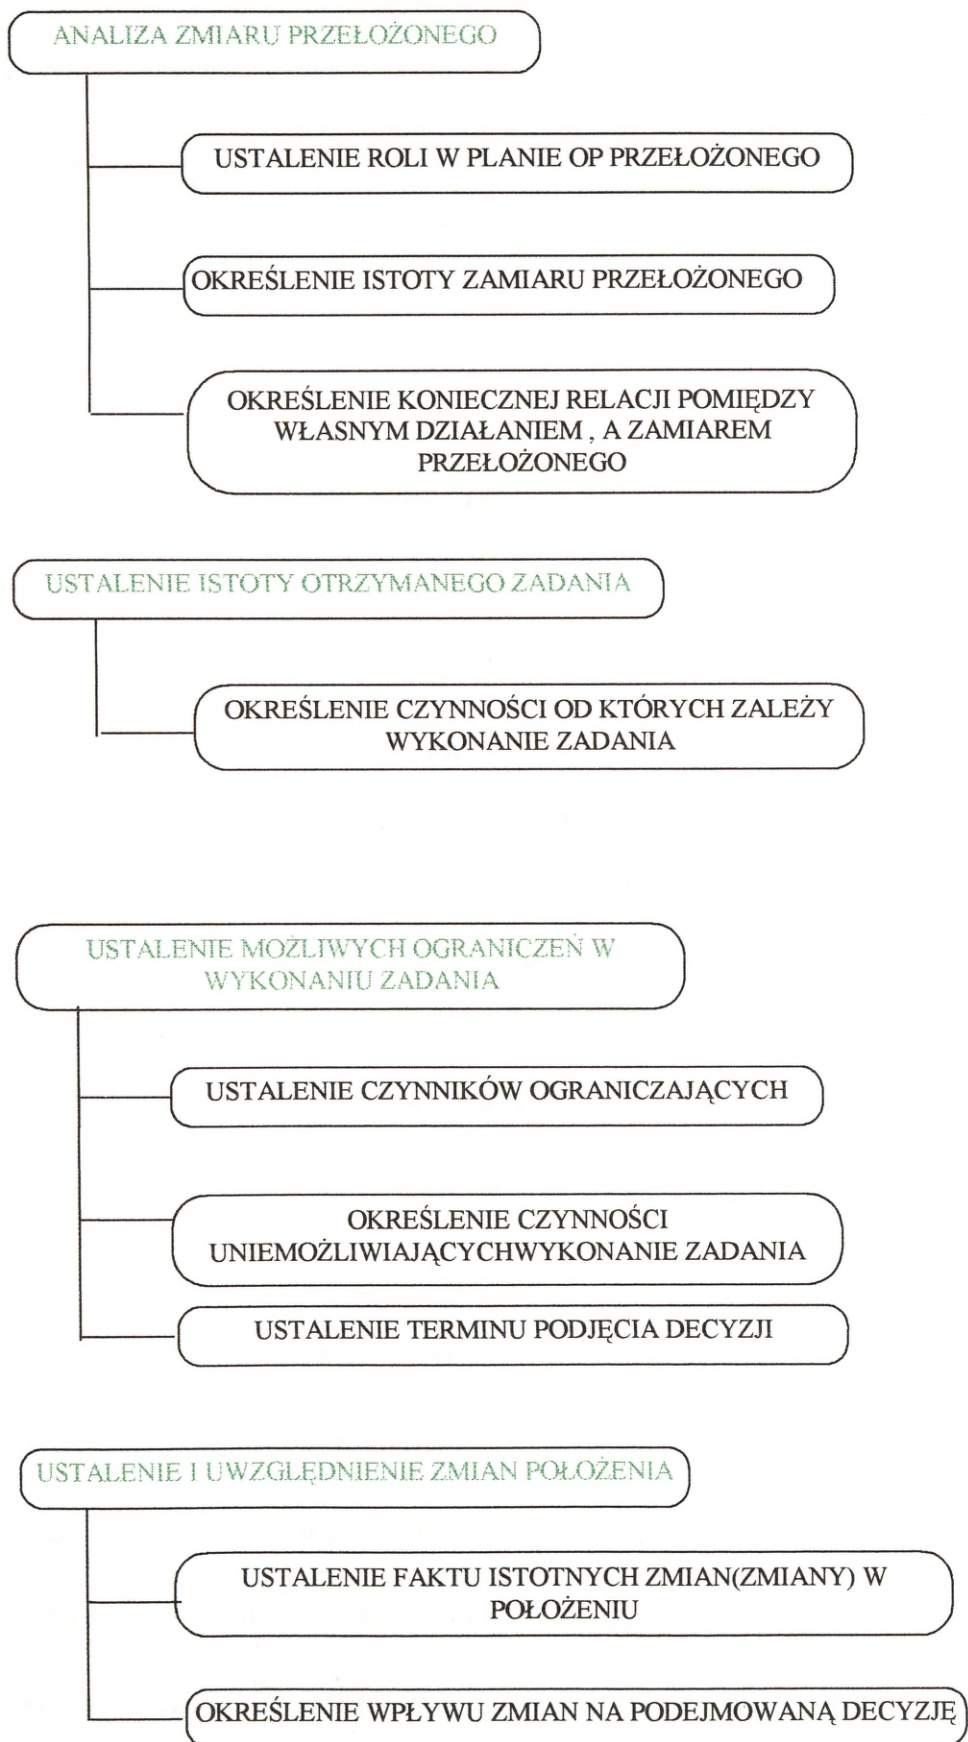 ANALIZA ZMIARU PRZEŁOŻONEGO
USTALENIE ROLI W PLANIE OP PRZEŁOŻONEGO
OKREŚLENIE ISTOTY ZAMIARU PRZEŁOŻONEGO
OKREŚLENIE KONIECZNEJ RELACJI POMIĘDZY
WŁASNYM DZIAŁANIEM , A ZAMIAREM
PRZEŁOŻONEGO
USTALENIE ISTOTY OTRZYMANEGO ZADANIA
OKREŚLENIE CZYNNOŚCI OD KTÓRYCH ZALEŻY
WYKONANIE ZADANIA
USTALENIE MOŻLIWYCH OGRANICZEŃ W
WYKONANIU ZADANIA
USTALENIE CZYNNIKÓW OGRANICZAJĄCYCH
OKREŚLENIE CZYNNOŚCI
UNIEMOŻLIWIAJĄCYCHWYKONANIE ZADANIA
USTALENIE TERMINU PODJĘCIA DECYZJI
USTALENIE I UWZGLĘDNIENIE ZMIAN POŁOŻENIA
USTALENIE FAKTU ISTOTNYCH ZMIAN(ZMIANY) W
POŁOŻENIU
OKREŚLENIE WPŁYWU ZMIAN NA PODEJMOWANĄ DECYZJĘ